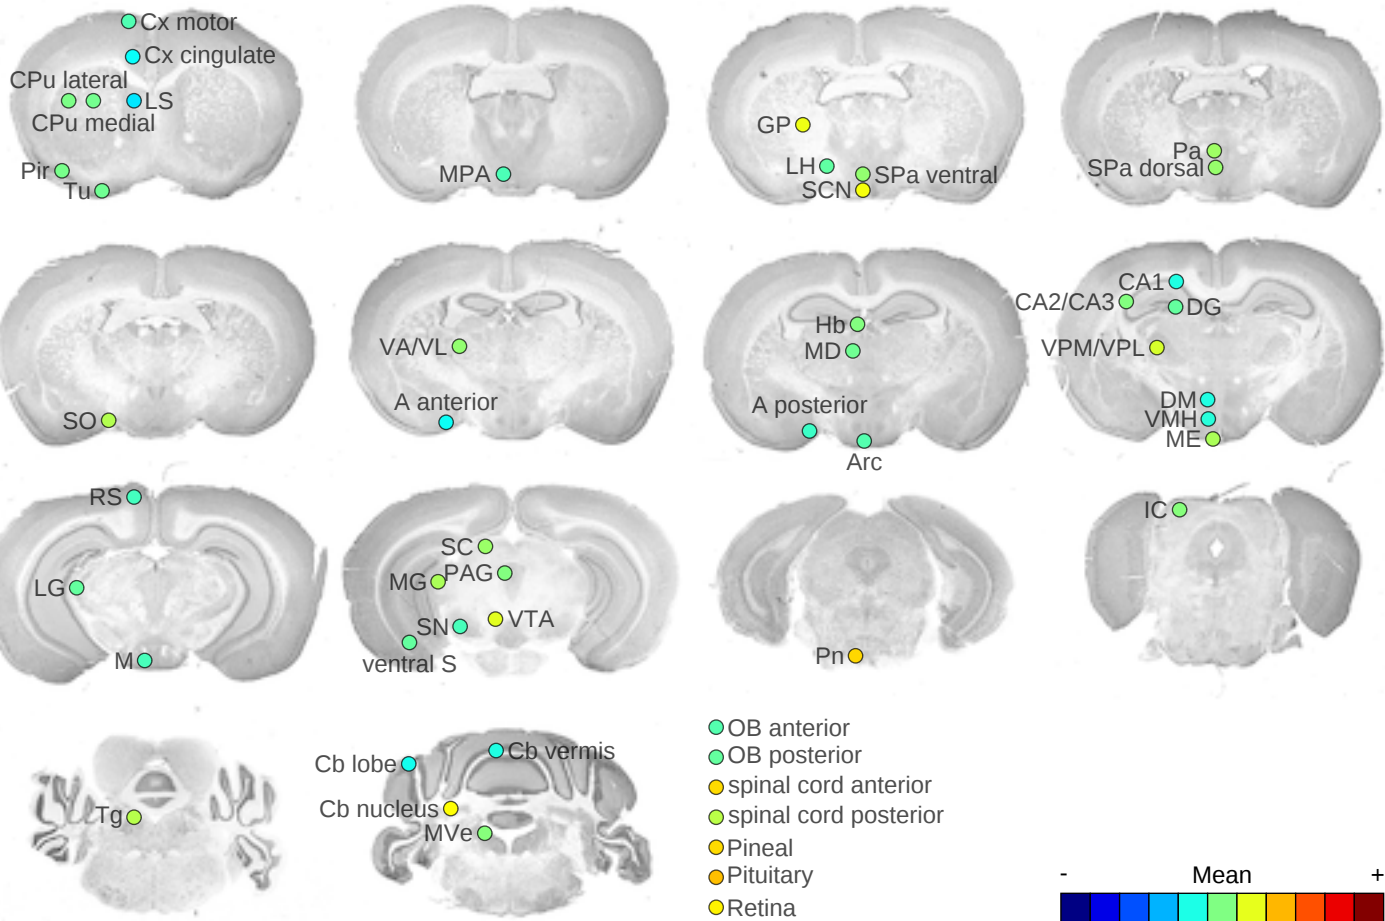 Cx motor
Cx cingulate
CPu lateral
LS
CPu medial
Pir
Tu
MPA
GP
LH
SPa ventral
SCN
Pa
SPa dorsal
SO
VA/VL
A anterior
Hb
MD
A posterior
Arc
CA1
CA2/CA3
DG
VPM/VPL
DM
VMH
ME
RS
LG
M
SC
MG
PAG
SN
VTA
ventral S
Pn
IC
Tg
Cb lobe
Cb vermis
Cb nucleus
MVe
OB anterior
OB posterior
spinal cord anterior
spinal cord posterior
Pineal
Pituitary
Retina
- Mean +